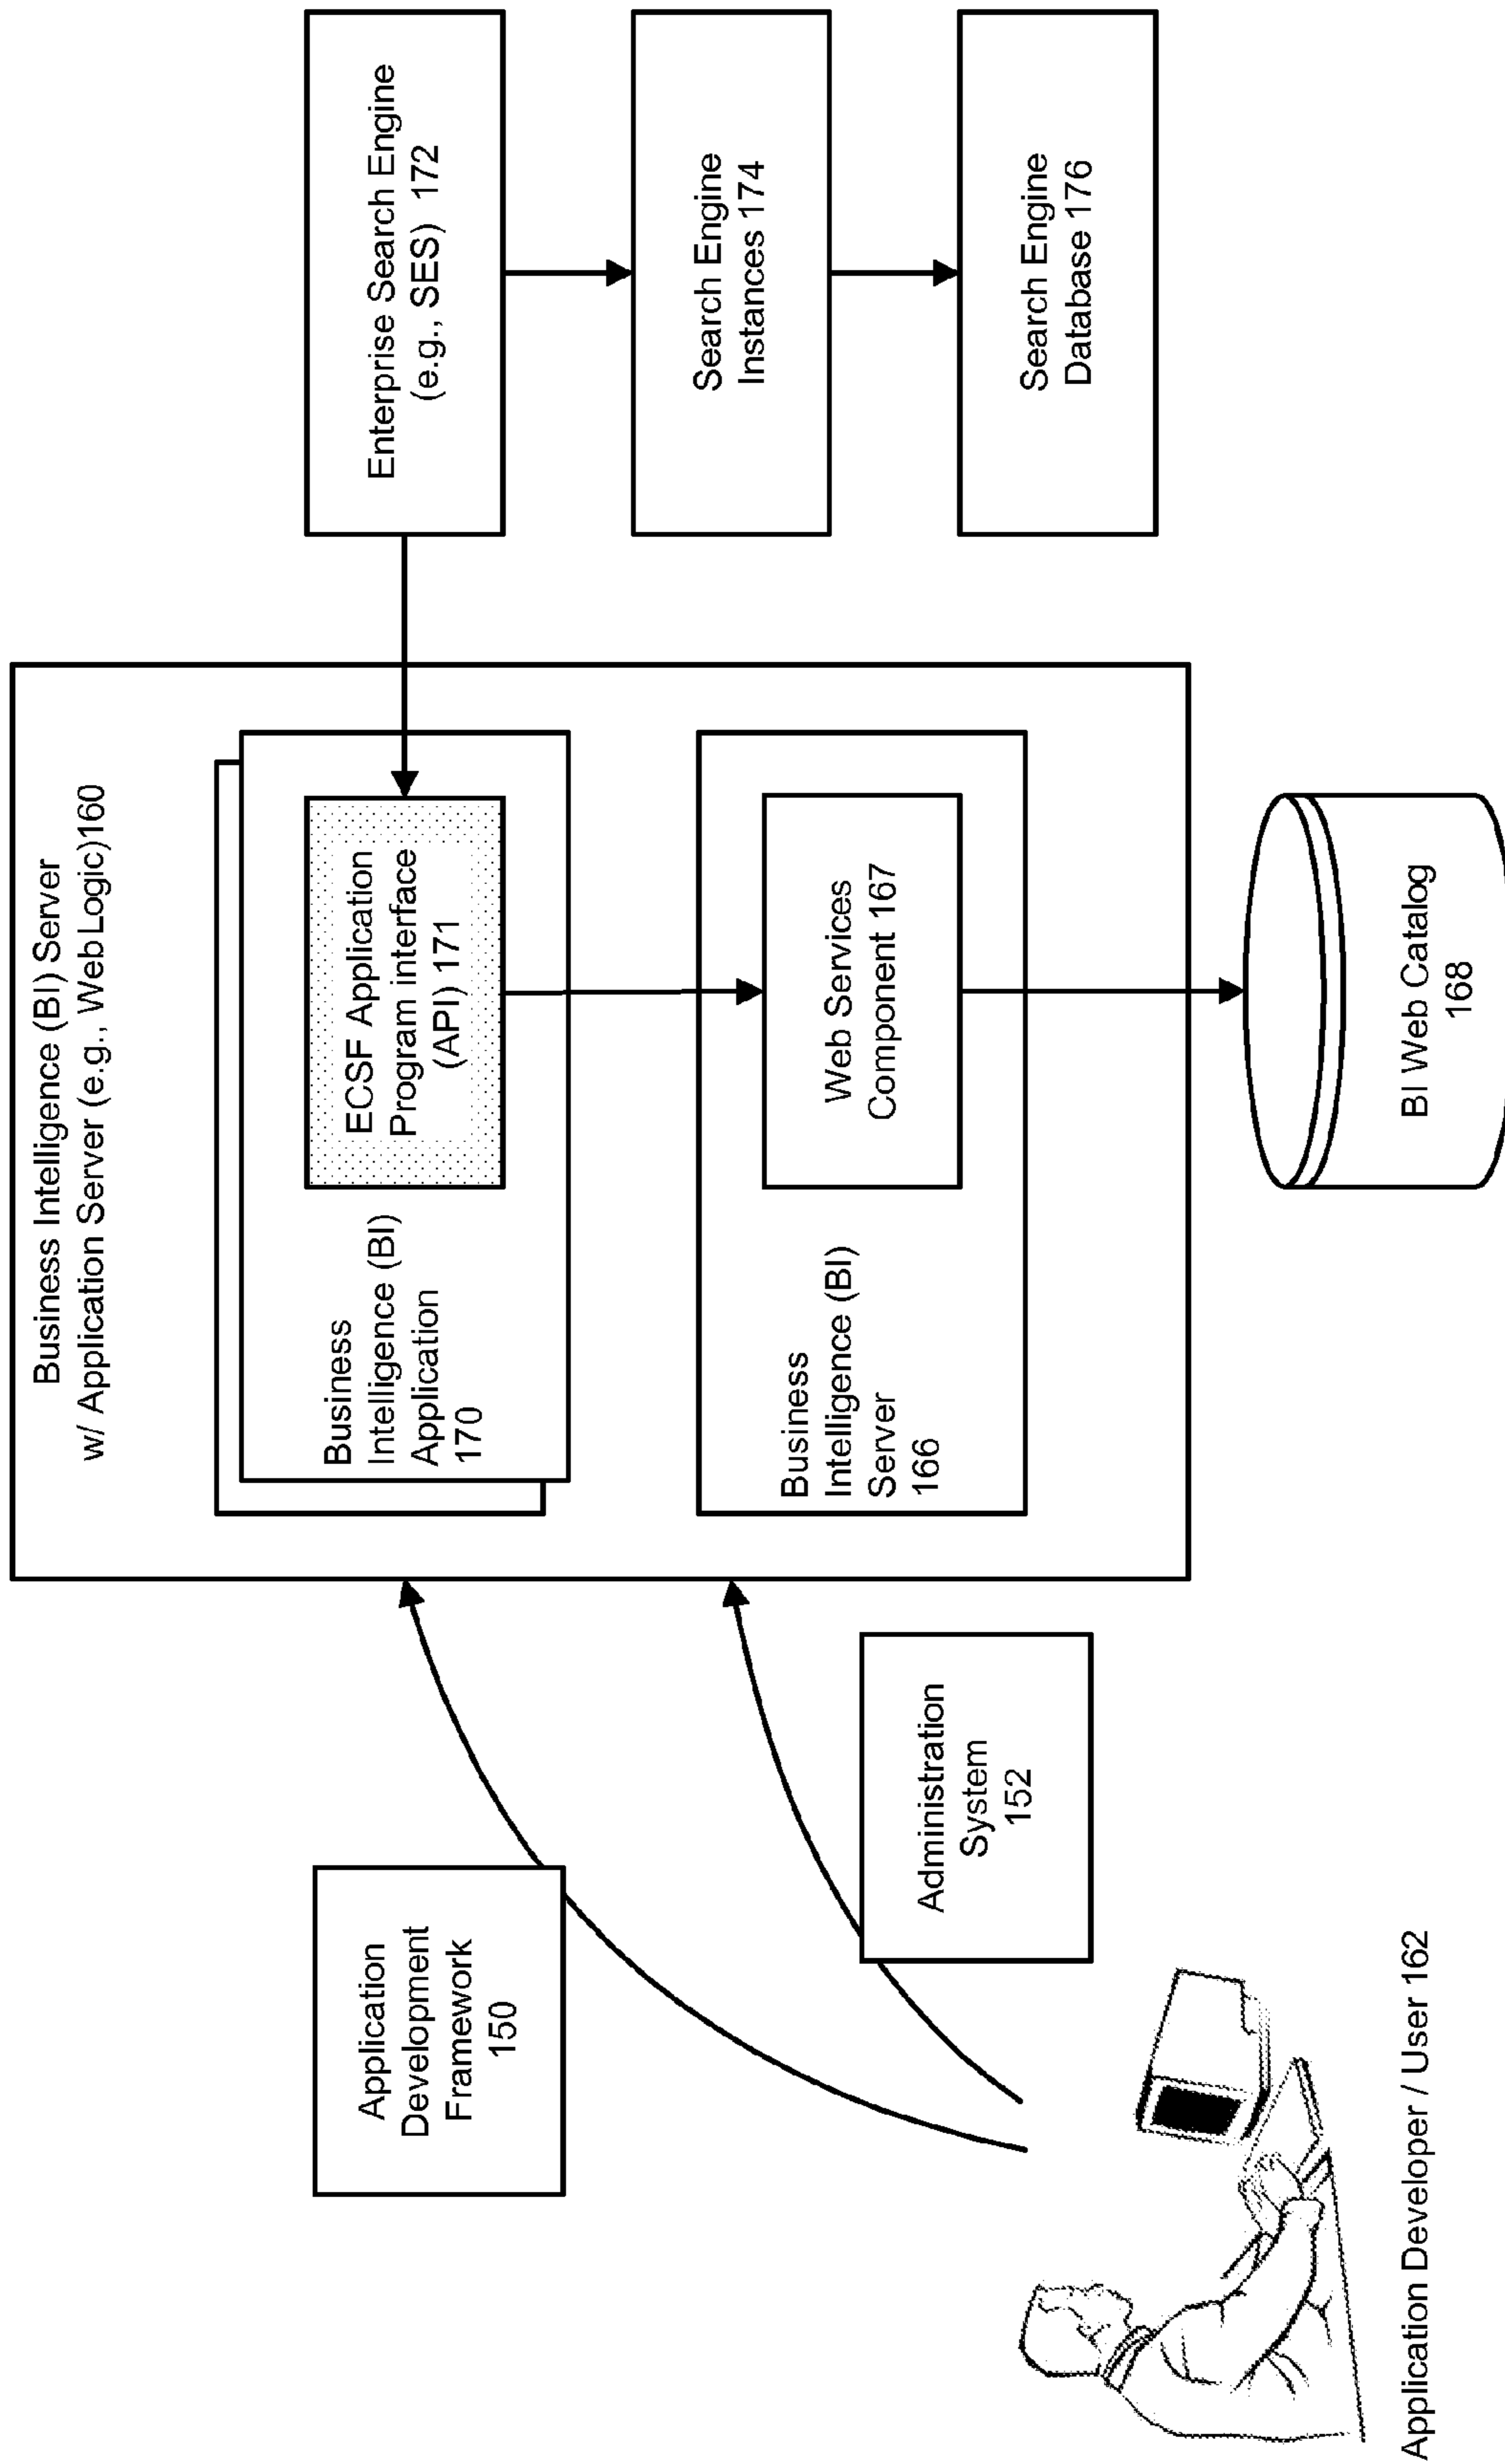 Business Intelligence (BI) Server
w/ Application Server (e.g., WebLogic)160
Application
Development
Framework
150
Business
Intelligence (BI)
Application
170
ECSF Application
Program interface
(API) 171
Enterprise Search Engine
(e.g., SES) 172
Search Engine
Instances 174
Search Engine
Database 176
Business
Intelligence (BI)
Server
166
Web Services
Component 167
Administration
System
152
BI Web Catalog
168
Application Developer / User 162